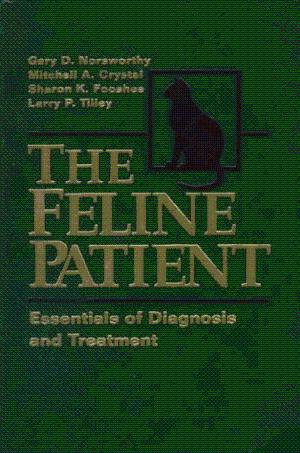 Gary D. Norsworthy
Mitchell A. Crystal
Sharon K. Fooshee
Larry P. Tilley
THE
FELINE
PATIENT
Essentials of Diagnosis
and Treatment